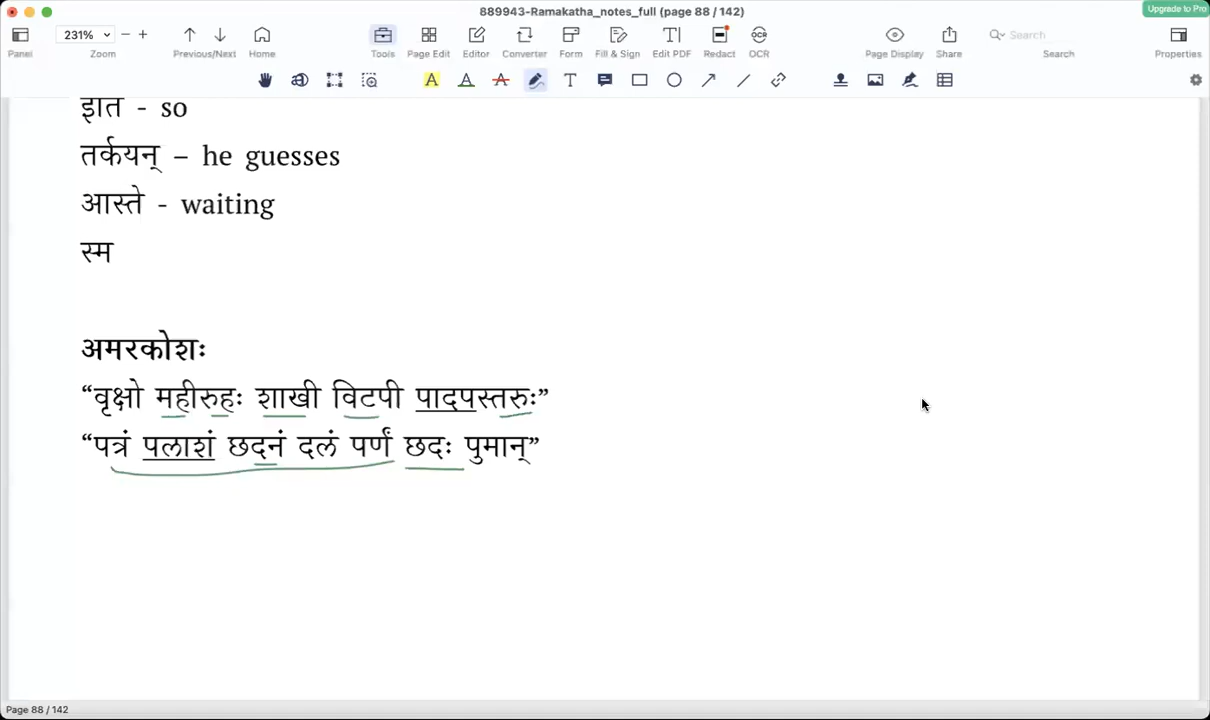 889943-Ramakatha_notes_full (page 88 / 142)
Upgrade to Pro
231%
Panel Zoom Previous/Next Home Tools Page Edit Editor Converter Form Fill & Sign Edit PDF Redact OCR Page Display Share Search Search Properties
इति - so
तर्कयन् – he guesses
आस्ते - waiting
स्म
अमरकोशः
“वृक्षो महीरुहः शाखी विटपी पादपस्तरुः”
“पत्रं पलाशं छदनं दलं पर्णं छदः पुमान्”
Page 88 / 142